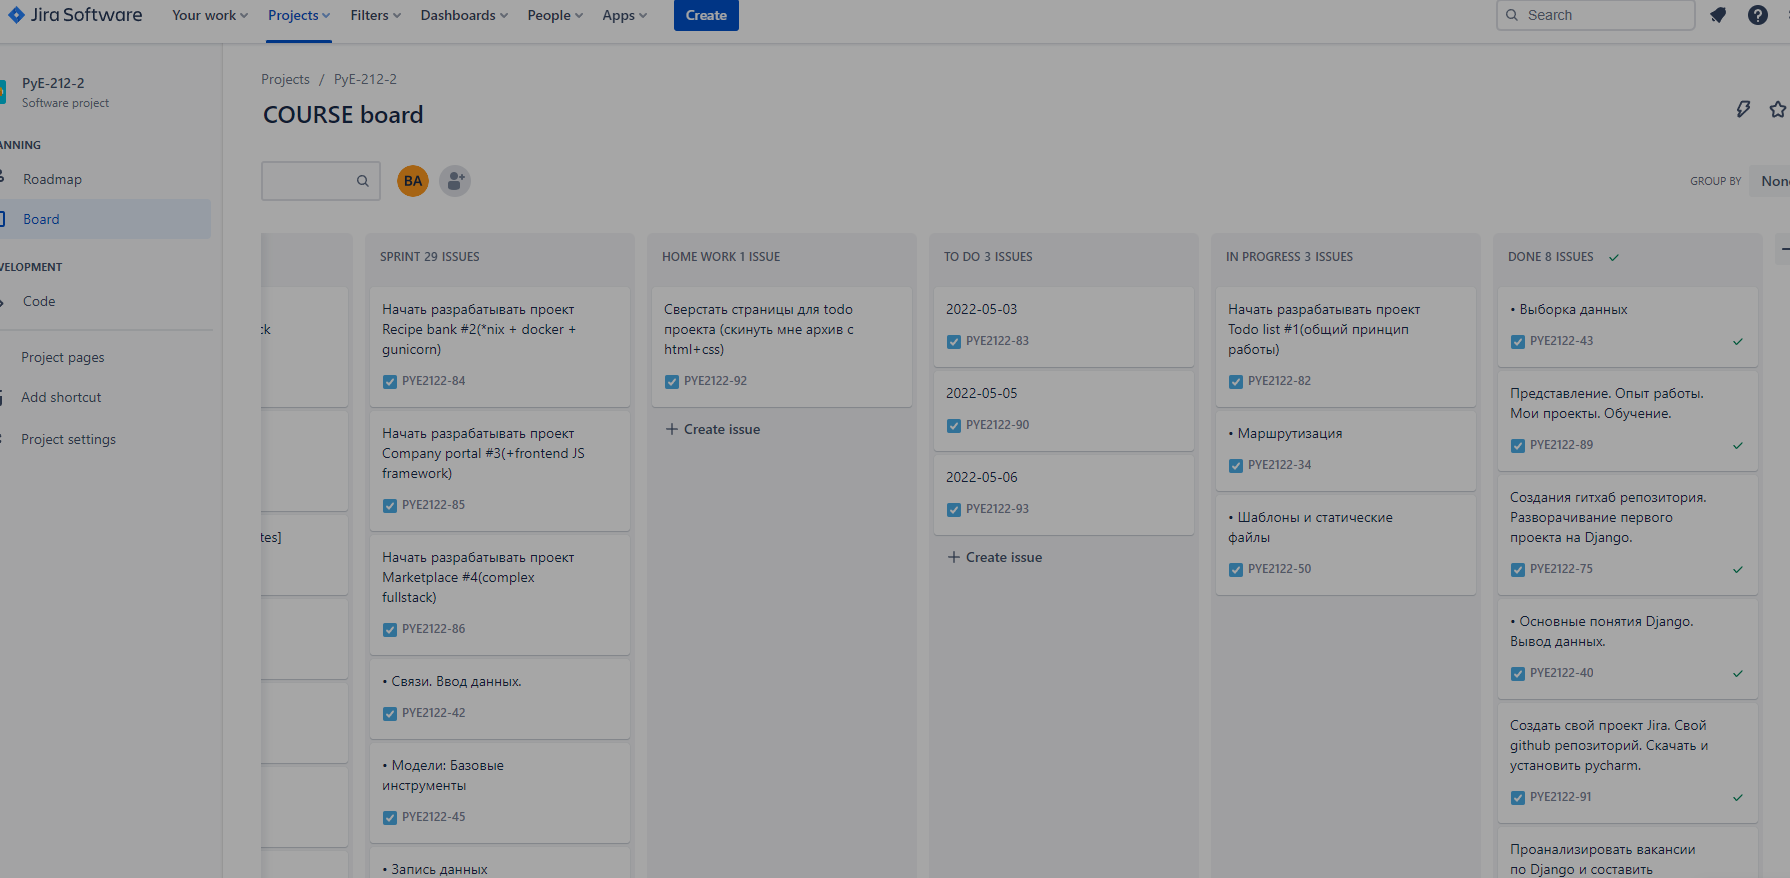 Jira Software
Your work
Projects
Filters
Dashboards
People
Apps
Create
Search
PyE-212-2
Software project
Roadmap
Board
Code
Project pages
Add shortcut
Project settings
Projects / PyE-212-2
COURSE board
BA
GROUP BY
SPRINT 29 ISSUES
Начать разрабатывать проект
Recipe bank #2(*nix + docker +
gunicorn)
PYE2122-84
Начать разрабатывать проект
Company portal #3(+frontend JS
framework)
PYE2122-85
Начать разрабатывать проект
Marketplace #4(complex
fullstack)
PYE2122-86
• Связи. Ввод данных.
PYE2122-42
• Модели: Базовые
инструменты
PYE2122-45
• Запись данных
HOME WORK 1 ISSUE
Сверстать страницы для todo
проекта (скинуть мне архив с
html+css)
PYE2122-92
+ Create issue
TO DO 3 ISSUES
2022-05-03
PYE2122-83
2022-05-05
PYE2122-90
2022-05-06
PYE2122-93
+ Create issue
IN PROGRESS 3 ISSUES
Начать разрабатывать проект
Todo list #1(общий принцип
работы)
PYE2122-82
• Маршрутизация
PYE2122-34
• Шаблоны и статические
файлы
PYE2122-50
DONE 8 ISSUES
• Выборка данных
PYE2122-43
Представление. Опыт работы.
Мои проекты. Обучение.
PYE2122-89
Создания гитхаб репозитория.
Разворачивание первого
проекта на Django.
PYE2122-75
• Основные понятия Django.
Вывод данных.
PYE2122-40
Создать свой проект Jira. Свой
github репозиторий. Скачать и
установить pycharm.
PYE2122-91
Проанализировать вакансии
по Django и составить